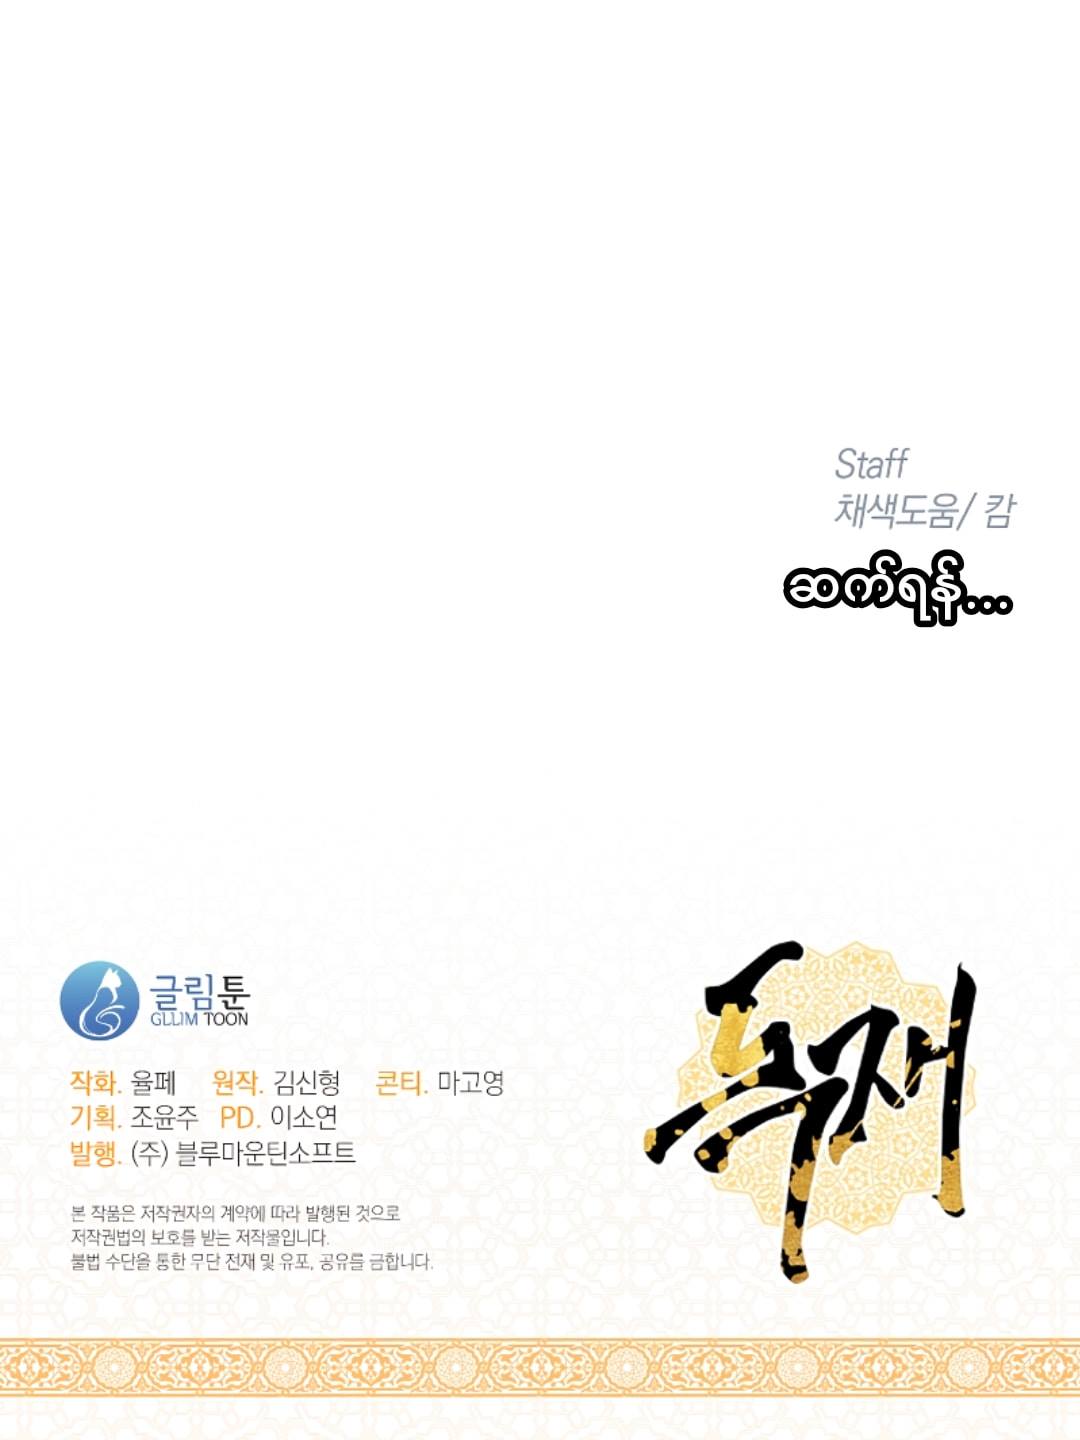 Staff
채색도움/ 캄
ဆက်ရန်...
글림툰
GLLIM TOON
작화. 율페 원작. 김신형 콘티. 마고영
기획. 조윤주 PD. 이소연
발행. (주) 블루마운틴소프트
본 작품은 저작권자의 계약에 따라 발행된 것으로
저작권법의 보호를 받는 저작물입니다.
불법 수단을 통한 무단 전재 및 유포, 공유를 금합니다.